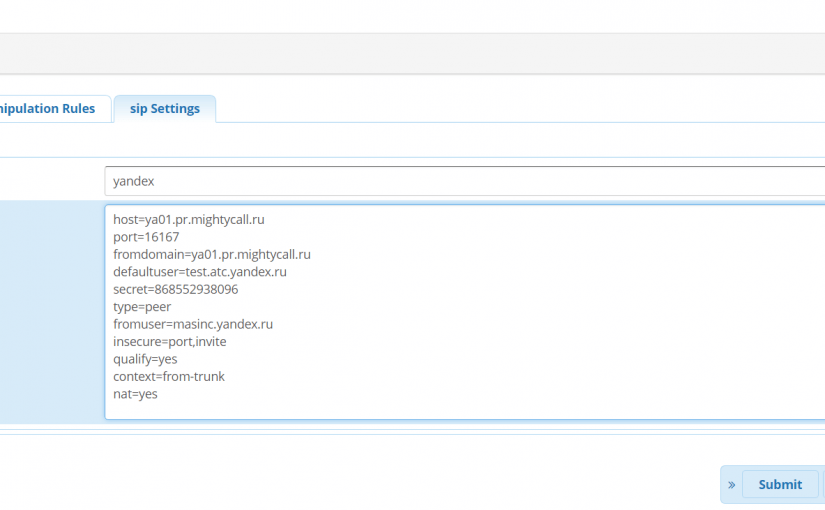 nipulation Rules
sip Settings
yandex
host=ya01.pr.mightycall.ru
port=16167
fromdomain=ya01.pr.mightycall.ru
defaultuser=test.atc.yandex.ru
secret=868552938096
type=peer
fromuser=masinc.yandex.ru
insecure=port,invite
qualify=yes
context=from-trunk
nat=yes
» Submit